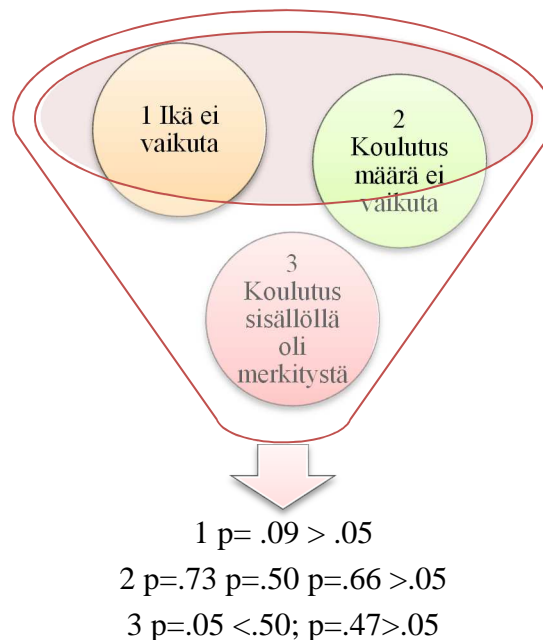 1 Ikä ei
vaikuta
2
Koulutus
määrä ei
vaikuta
3
Koulutus
sisällöllä
oli
merkitystä
1 p= .09 > .05
2 p=.73 p=.50 p=.66 >.05
3 p=.05 <.50; p=.47>.05